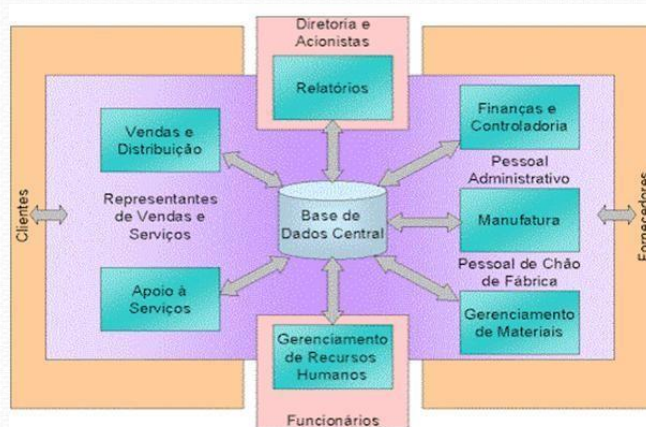 Diretoria e
Acionistas
Relatórios
Vendas e
Distribuição
Finanças e
Controladoria
Pessoal
Administrativo
Clientes
Representantes
de Vendas e
Serviços
Base de
Dados Central
Manufatura
Fornecedores
Pessoal de Chão
de Fábrica
Apoio à
Serviços
Gerenciamento
de Materiais
Gerenciamento
de Recursos
Humanos
Funcionários